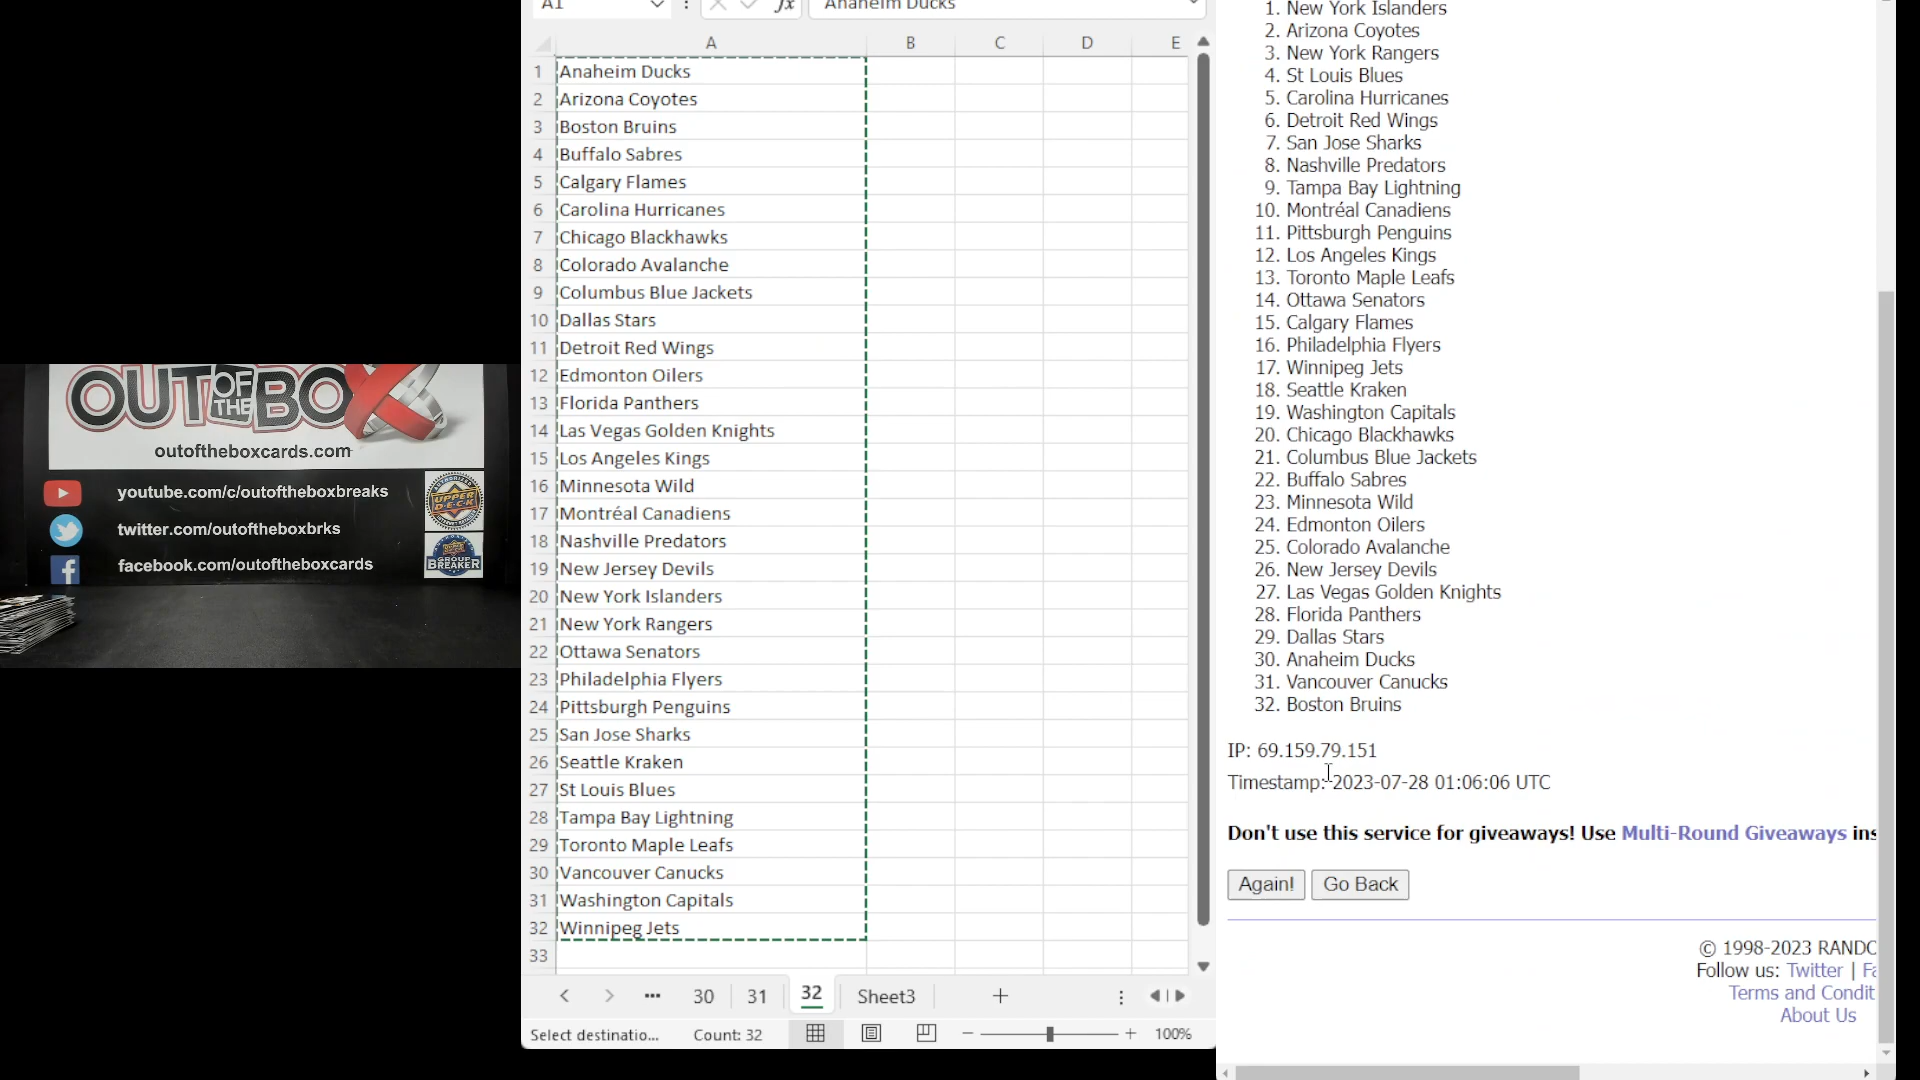 OUT OF THE BOX
outoftheboxcards.com
youtube.com/c/outoftheboxbreaks
twitter.com/outoftheboxbrks
facebook.com/outoftheboxcards
UPPER DECK
GROUP BREAKER
A1
fx
Anaheim Ducks
A B C D E
1 Anaheim Ducks
2 Arizona Coyotes
3 Boston Bruins
4 Buffalo Sabres
5 Calgary Flames
6 Carolina Hurricanes
7 Chicago Blackhawks
8 Colorado Avalanche
9 Columbus Blue Jackets
10 Dallas Stars
11 Detroit Red Wings
12 Edmonton Oilers
13 Florida Panthers
14 Las Vegas Golden Knights
15 Los Angeles Kings
16 Minnesota Wild
17 Montréal Canadiens
18 Nashville Predators
19 New Jersey Devils
20 New York Islanders
21 New York Rangers
22 Ottawa Senators
23 Philadelphia Flyers
24 Pittsburgh Penguins
25 San Jose Sharks
26 Seattle Kraken
27 St Louis Blues
28 Tampa Bay Lightning
29 Toronto Maple Leafs
30 Vancouver Canucks
31 Washington Capitals
32 Winnipeg Jets
33
... 30 31 32 Sheet3 +
Select destinatio... Count: 32 100%
1. New York Islanders
2. Arizona Coyotes
3. New York Rangers
4. St Louis Blues
5. Carolina Hurricanes
6. Detroit Red Wings
7. San Jose Sharks
8. Nashville Predators
9. Tampa Bay Lightning
10. Montréal Canadiens
11. Pittsburgh Penguins
12. Los Angeles Kings
13. Toronto Maple Leafs
14. Ottawa Senators
15. Calgary Flames
16. Philadelphia Flyers
17. Winnipeg Jets
18. Seattle Kraken
19. Washington Capitals
20. Chicago Blackhawks
21. Columbus Blue Jackets
22. Buffalo Sabres
23. Minnesota Wild
24. Edmonton Oilers
25. Colorado Avalanche
26. New Jersey Devils
27. Las Vegas Golden Knights
28. Florida Panthers
29. Dallas Stars
30. Anaheim Ducks
31. Vancouver Canucks
32. Boston Bruins
IP: 69.159.79.151
Timestamp: 2023-07-28 01:06:06 UTC
Don't use this service for giveaways! Use Multi-Round Giveaways ins
Again! Go Back
© 1998-2023 RANDO
Follow us: Twitter | Fa
Terms and Condit
About Us